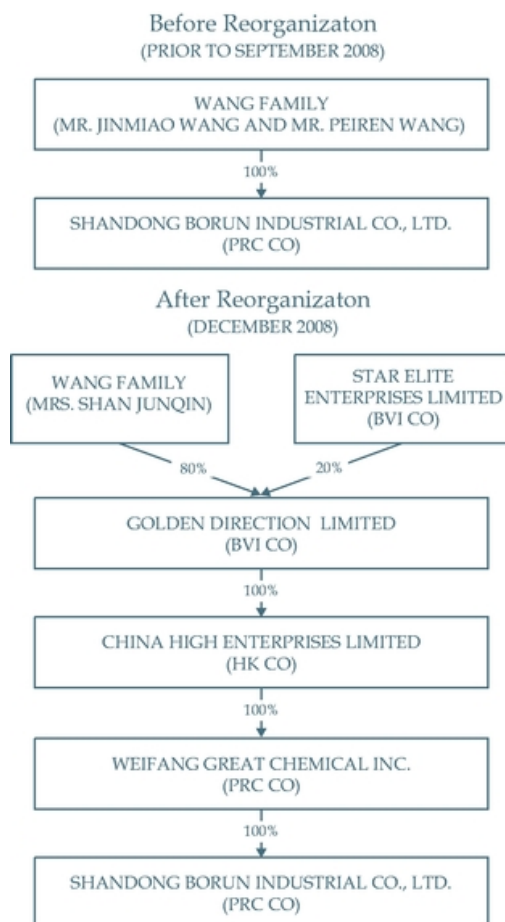 Before Reorganizaton
(PRIOR TO SEPTEMBER 2008)
WANG FAMILY
(MR. JINMIAO WANG AND MR. PEIREN WANG)
100%
SHANDONG BORUN INDUSTRIAL CO., LTD.
(PRC CO)
After Reorganizaton
(DECEMBER 2008)
WANG FAMILY
(MRS. SHAN JUNQIN)
STAR ELITE
ENTERPRISES LIMITED
(BVI CO)
80%
20%
GOLDEN DIRECTION LIMITED
(BVI CO)
100%
CHINA HIGH ENTERPRISES LIMITED
(HK CO)
100%
WEIFANG GREAT CHEMICAL INC.
(PRC CO)
100%
SHANDONG BORUN INDUSTRIAL CO., LTD.
(PRC CO)